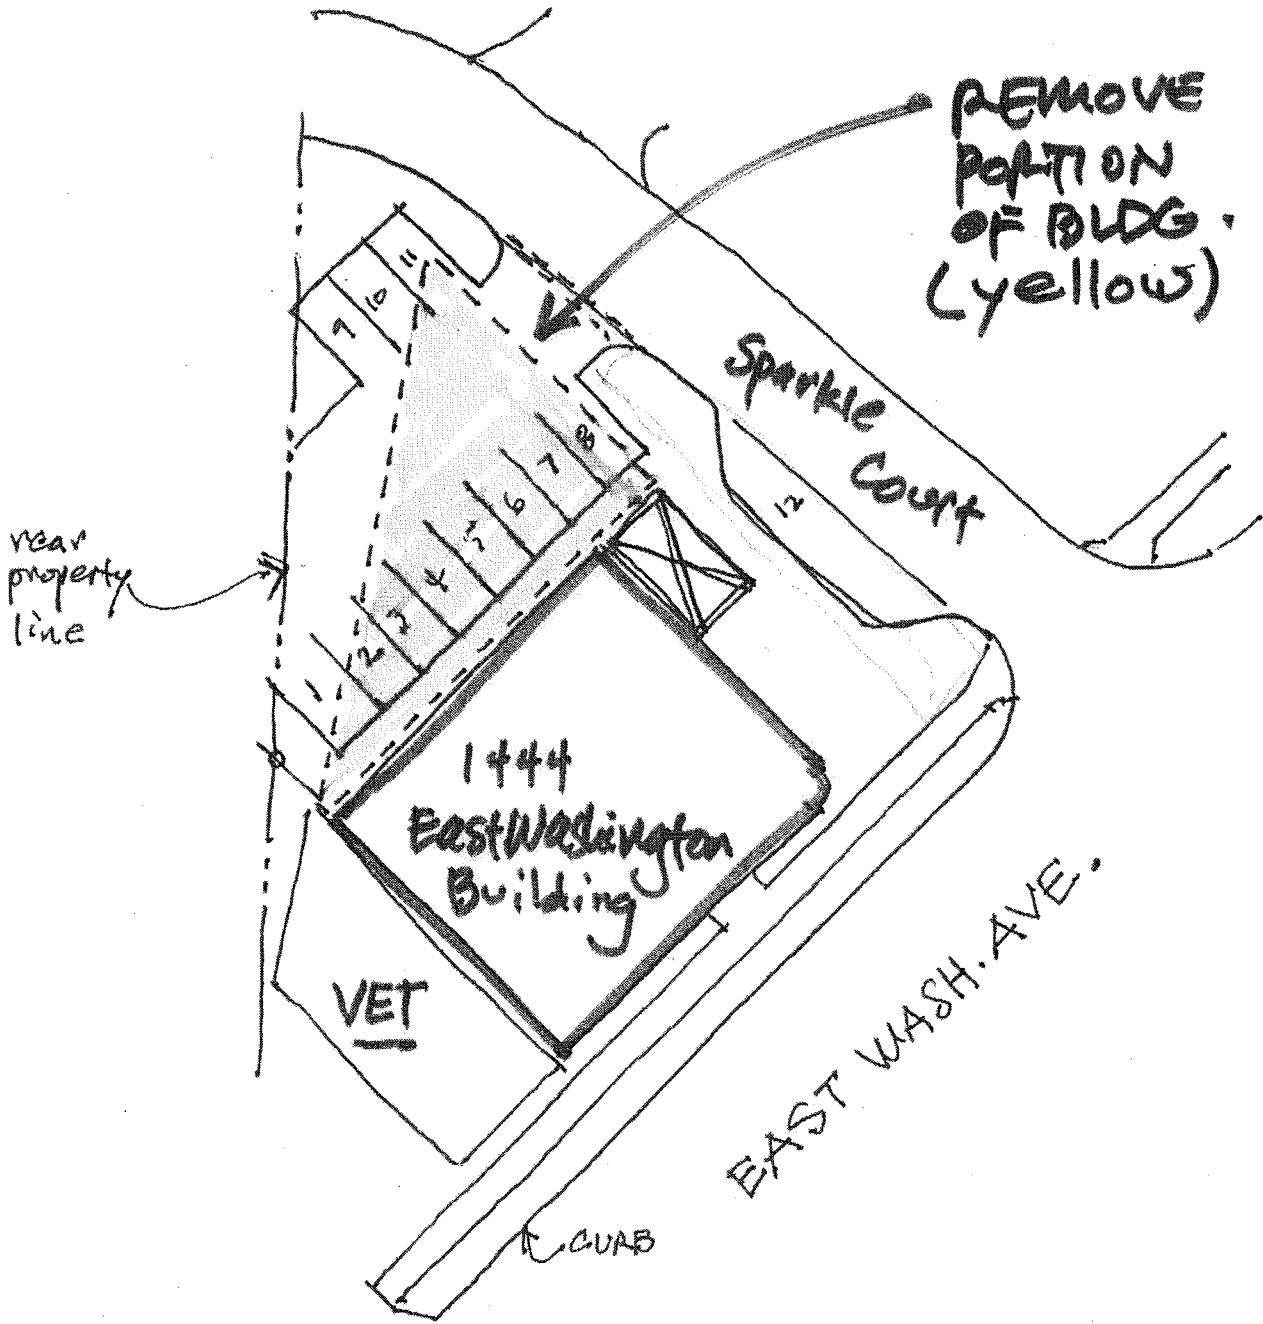 REMOVE
PORTION
OF BLDG.
(yellow)
Sparkle
Court
11
10
9
8
7
6
5
4
3
2
1
12
rear
property
line
1444
East Washington
Building
VET
EAST WASH. AVE.
CURB